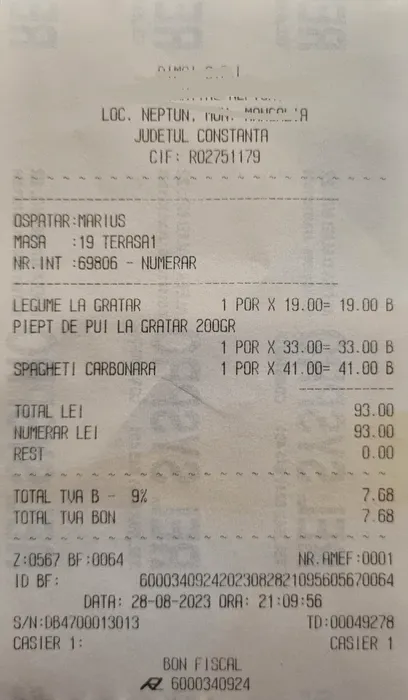 LOC. NEPTUN, MUN. MANGALIA
JUDETUL CONSTANTA
CIF: RO2751179
OSPATAR:MARIUS
MASA :19 TERASA1
NR.INT :69806 - NUMERAR
LEGUME LA GRATAR 1 POR X 19.00= 19.00 B
PIEPT DE PUI LA GRATAR 200GR
1 POR X 33.00= 33.00 B
SPAGHETI CARBONARA 1 POR X 41.00= 41.00 B
TOTAL LEI 93.00
NUMERAR LEI 93.00
REST 0.00
TOTAL TVA B - 9% 7.68
TOTAL TVA BON 7.68
Z:0567 BF:0064 NR.AMEF:0001
ID BF: 60003409242023082821095605670064
DATA: 28-08-2023 ORA: 21:09:56
S/N:DB4700013013 TD:00049278
CASIER 1: CASIER 1
BON FISCAL
6000340924